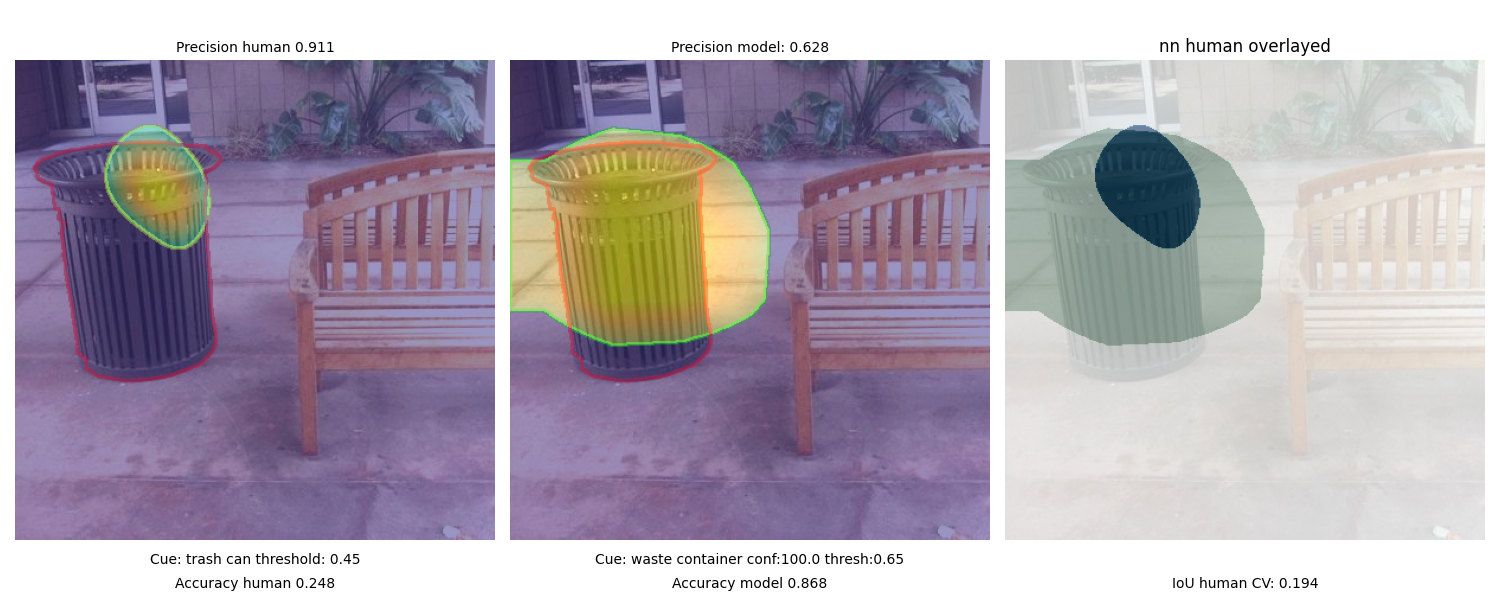 Precision human 0.911
Precision model: 0.628
nn human overlayed
Cue: trash can threshold: 0.45
Cue: waste container conf:100.0 thresh:0.65
Accuracy human 0.248
Accuracy model 0.868
IoU human CV: 0.194